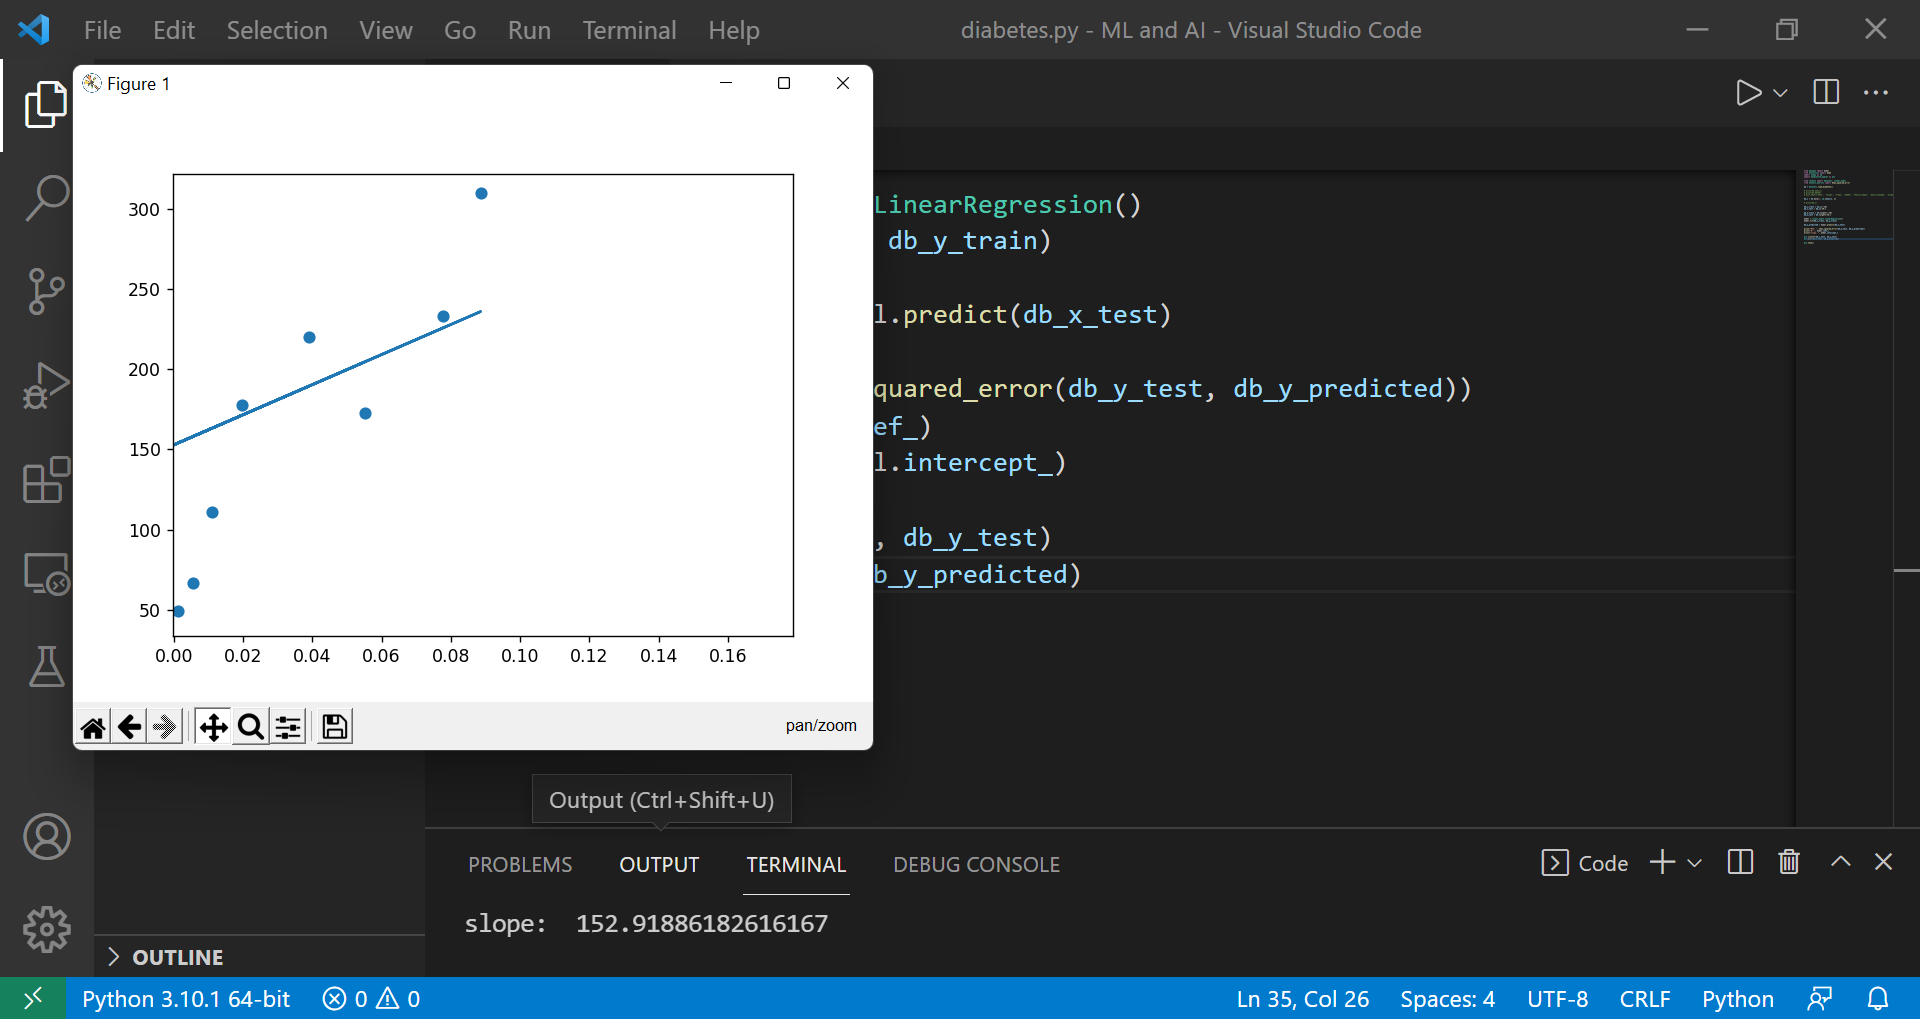 File Edit Selection View Go Run Terminal Help
diabetes.py - ML and AI - Visual Studio Code
Figure 1
300
250
200
150
100
50
0.00 0.02 0.04 0.06 0.08 0.10 0.12 0.14 0.16
pan/zoom
LinearRegression()
db_y_train)
l.predict(db_x_test)
quared_error(db_y_test, db_y_predicted))
ef_)
l.intercept_)
, db_y_test)
b_y_predicted)
Output (Ctrl+Shift+U)
PROBLEMS OUTPUT TERMINAL DEBUG CONSOLE
Code
slope: 152.91886182616167
OUTLINE
Python 3.10.1 64-bit 0 0
Ln 35, Col 26 Spaces: 4 UTF-8 CRLF Python